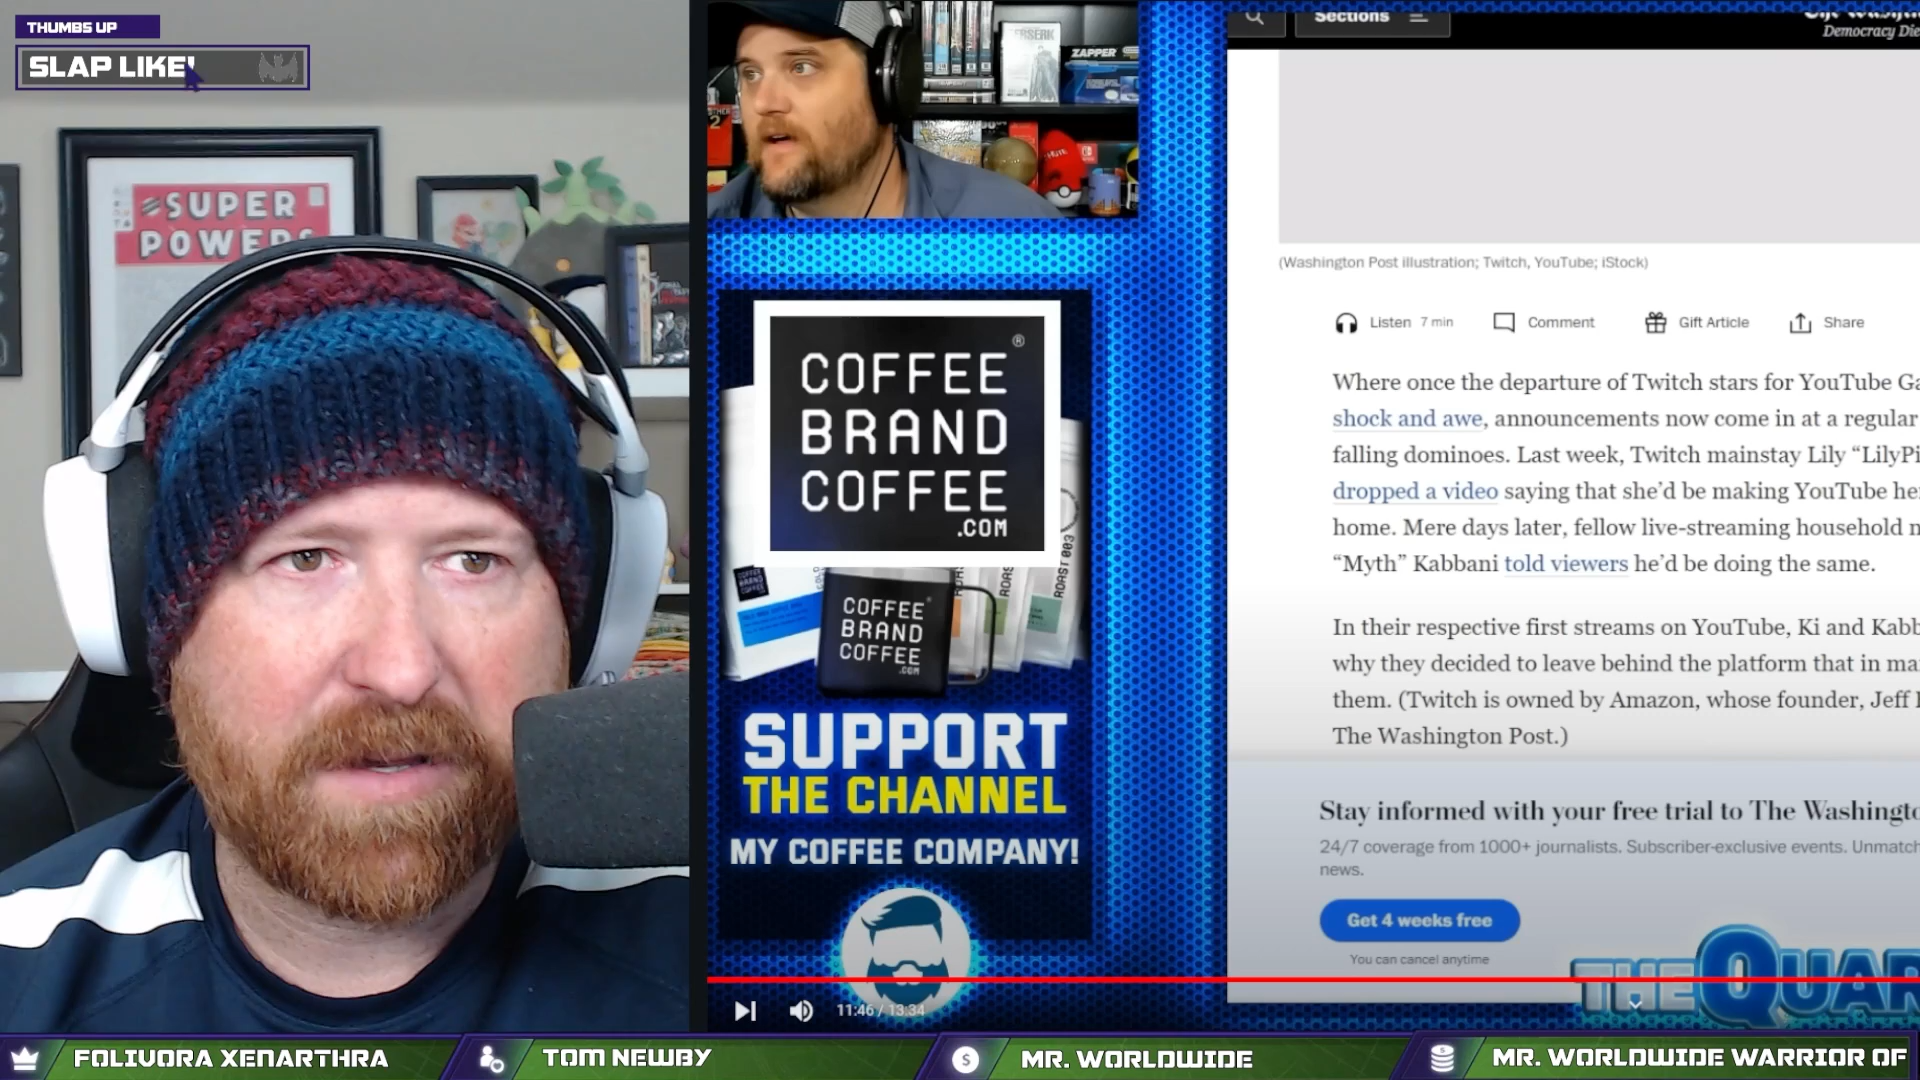 THUMBS UP
SLAP LIKE!
SUPER
POWERS
BERSERK
ZAPPER
COFFEE
BRAND
COFFEE
.COM
®
ROAST 003
COFFEE
BRAND
COFFEE
.COM
SUPPORT
THE CHANNEL
MY COFFEE COMPANY!
11:46 / 13:34
Sections
Democracy Die
(Washington Post illustration; Twitch, YouTube; iStock)
Listen 7 min Comment Gift Article Share
Where once the departure of Twitch stars for YouTube Ga
shock and awe, announcements now come in at a regular
falling dominoes. Last week, Twitch mainstay Lily “LilyPi
dropped a video saying that she’d be making YouTube her
home. Mere days later, fellow live-streaming household n
“Myth” Kabbani told viewers he’d be doing the same.
In their respective first streams on YouTube, Ki and Kabb
why they decided to leave behind the platform that in ma
them. (Twitch is owned by Amazon, whose founder, Jeff
The Washington Post.)
Stay informed with your free trial to The Washingto
24/7 coverage from 1000+ journalists. Subscriber-exclusive events. Unmatch
news.
Get 4 weeks free
You can cancel anytime
THE QUAR
FOLIVORA XENARTHRA
TOM NEWBY
MR. WORLDWIDE
MR. WORLDWIDE WARRIOR OF